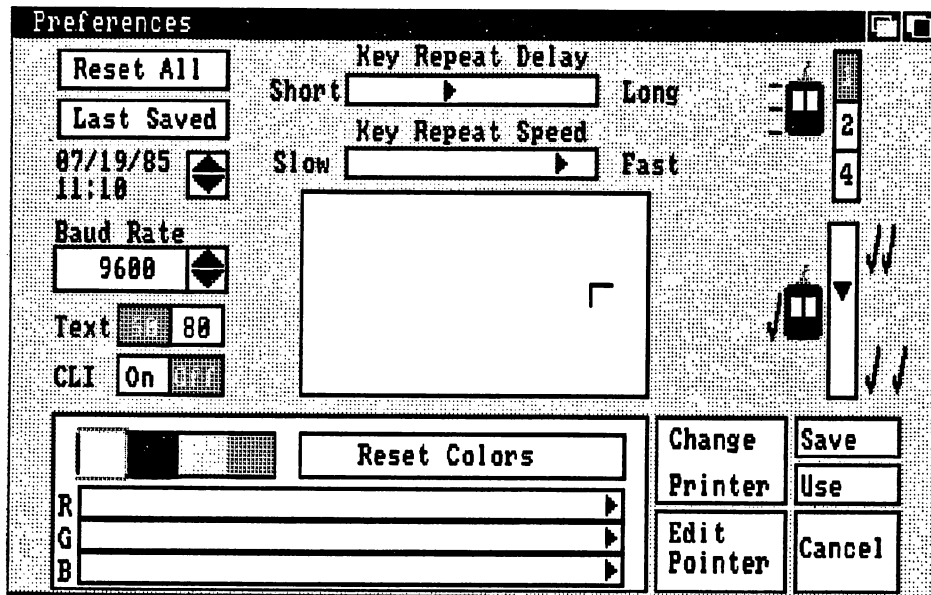 Preferences
Reset All
Last Saved
07/19/85
11:10
Baud Rate
9600
Text 80
CLI On
Key Repeat Delay
Short Long
Key Repeat Speed
Slow Fast
2
4
Reset Colors
R
G
B
Change
Printer
Edit
Pointer
Save
Use
Cancel